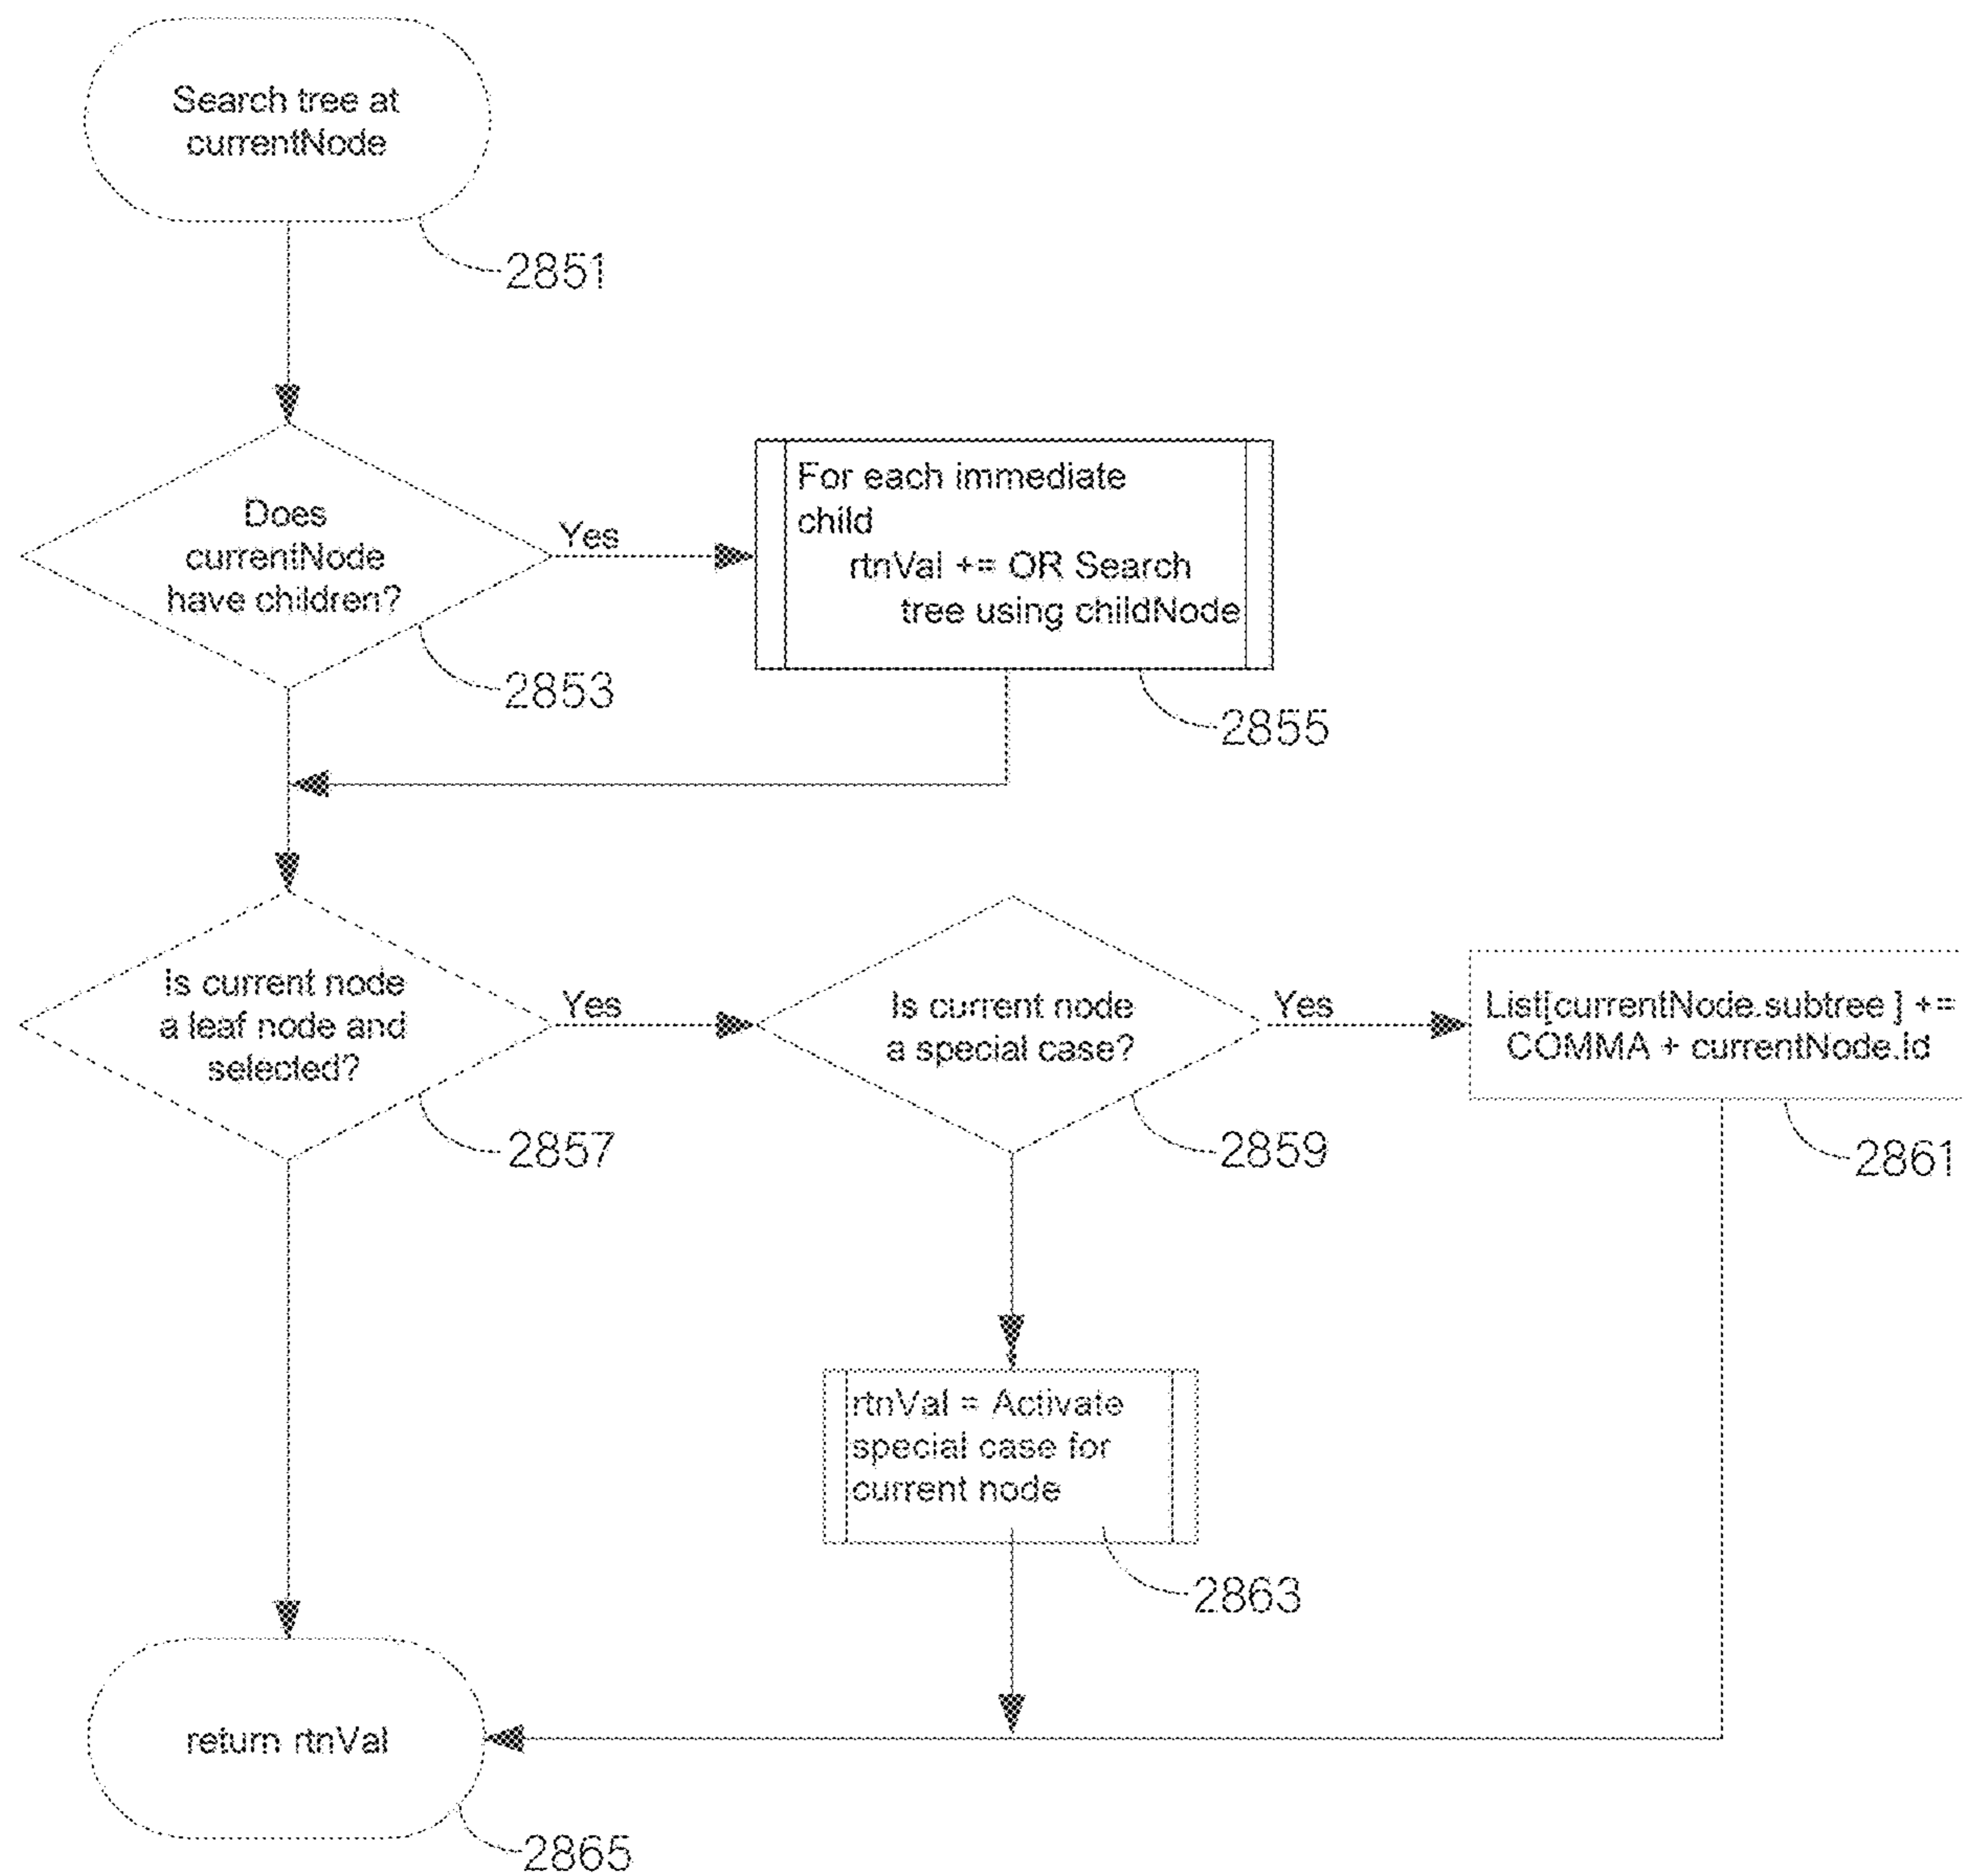 Search tree at
currentNode
2851
Does
currentNode
have children?
Yes
2853
For each immediate
child
rtnVal += OR Search
tree using childNode
2855
Is current node
a leaf node and
selected?
Yes
2857
Is current node
a special case?
Yes
2859
List[currentNode.subtree ] +=
COMMA + currentNode.id
2861
rtnVal = Activate
special case for
current node
2863
return rtnVal
2865